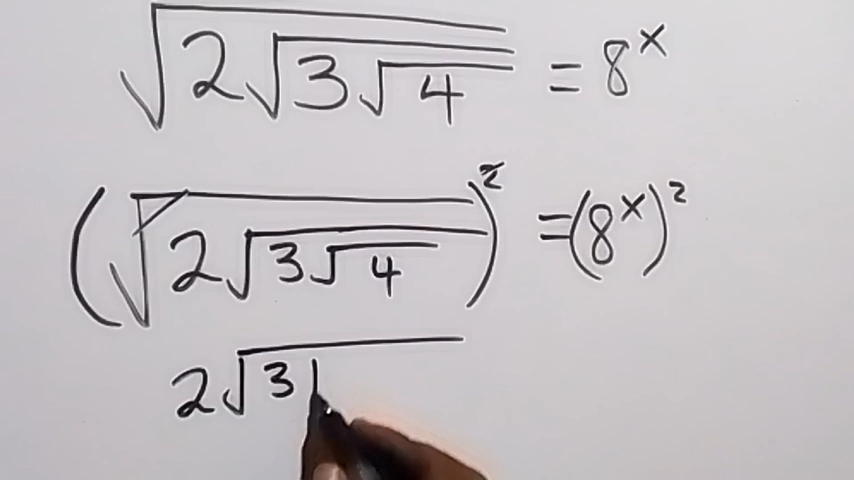 √(2√(3√4)) = 8^x
(√(2√(3√4)))^2 = (8^x)^2
2√(3